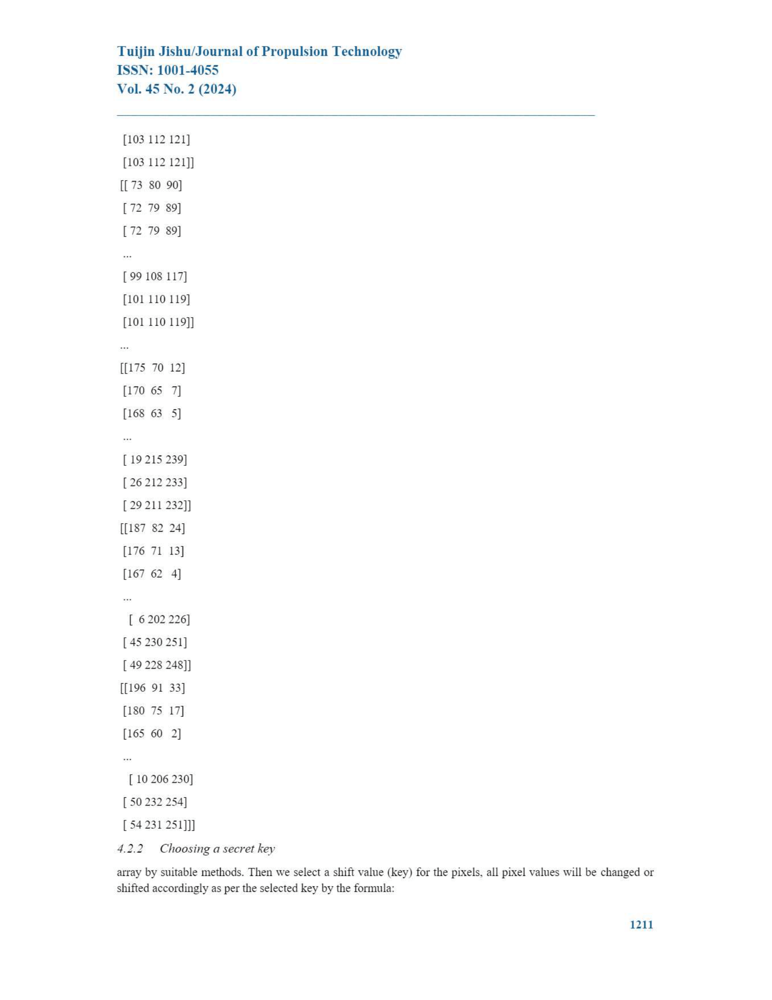 Tuijin Jishu/Journal of Propulsion Technology
ISSN: 1001-4055
Vol. 45 No. 2 (2024)
[103 112 121]
[103 112 121]]
[[ 73 80 90]
[ 72 79 89]
[ 72 79 89]
...
[ 99 108 117]
[101 110 119]
[101 110 119]]
...
[[175 70 12]
[170 65 7]
[168 63 5]
...
[ 19 215 239]
[ 26 212 233]
[ 29 211 232]]
[[187 82 24]
[176 71 13]
[167 62 4]
...
[ 6 202 226]
[ 45 230 251]
[ 49 228 248]]
[[196 91 33]
[180 75 17]
[165 60 2]
...
[ 10 206 230]
[ 50 232 254]
[ 54 231 251]]]
4.2.2 Choosing a secret key
array by suitable methods. Then we select a shift value (key) for the pixels, all pixel values will be changed or
shifted accordingly as per the selected key by the formula:
1211